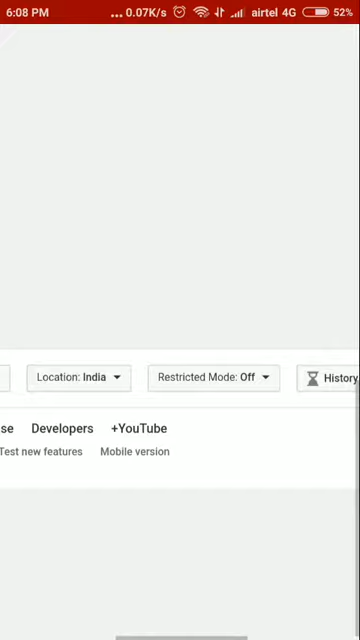 6:08 PM ... 0.07K/s airtel 4G 52%
Location: India Restricted Mode: Off History
se Developers +YouTube
Test new features Mobile version